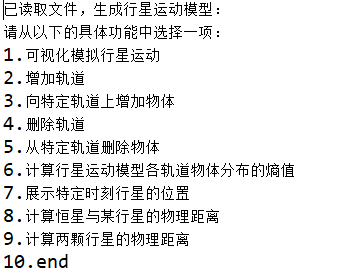 已读取文件，生成行星运动模型：
请从以下的具体功能中选择一项：
1.可视化模拟行星运动
2.增加轨道
3.向特定轨道上增加物体
4.删除轨道
5.从特定轨道删除物体
6.计算行星运动模型各轨道物体分布的熵值
7.展示特定时刻行星的位置
8.计算恒星与某行星的物理距离
9.计算两颗行星的物理距离
10.end